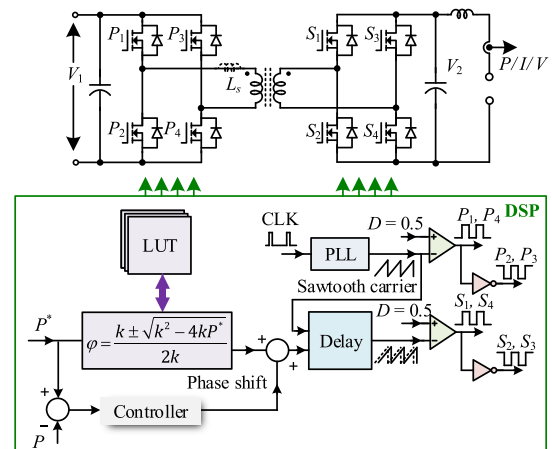 P₁ P₃ S₁ S₃
V₁ Lₛ V₂ P/I/V
P₂ P₄ S₂ S₄
DSP
CLK D = 0.5 P₁, P₄
LUT PLL P₂, P₃
Sawtooth carrier
D = 0.5 S₁, S₄
P* φ = (k ± √(k² − 4kP*)) / 2k Delay
S₂, S₃
Phase shift
Controller
P